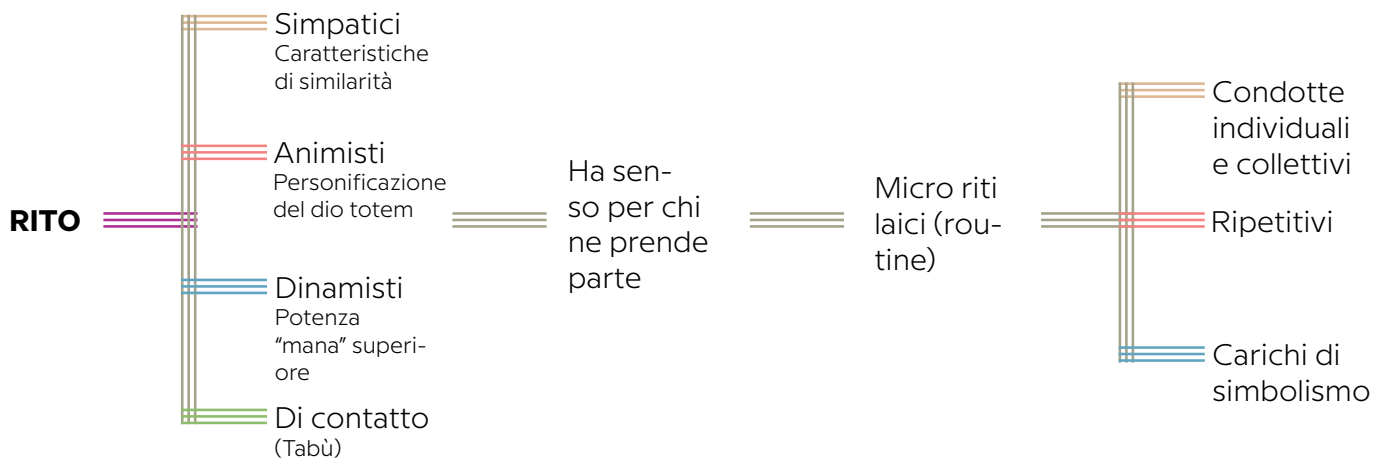 RITO
Simpatici
Caratteristiche
di similarità
Animisti
Personificazione
del dio totem
Dinamisti
Potenza
“mana” superi-
ore
Di contatto
(Tabù)
Ha sen-
so per chi
ne prende
parte
Micro riti
laici (rou-
tine)
Condotte
individuali
e collettivi
Ripetitivi
Carichi di
simbolismo